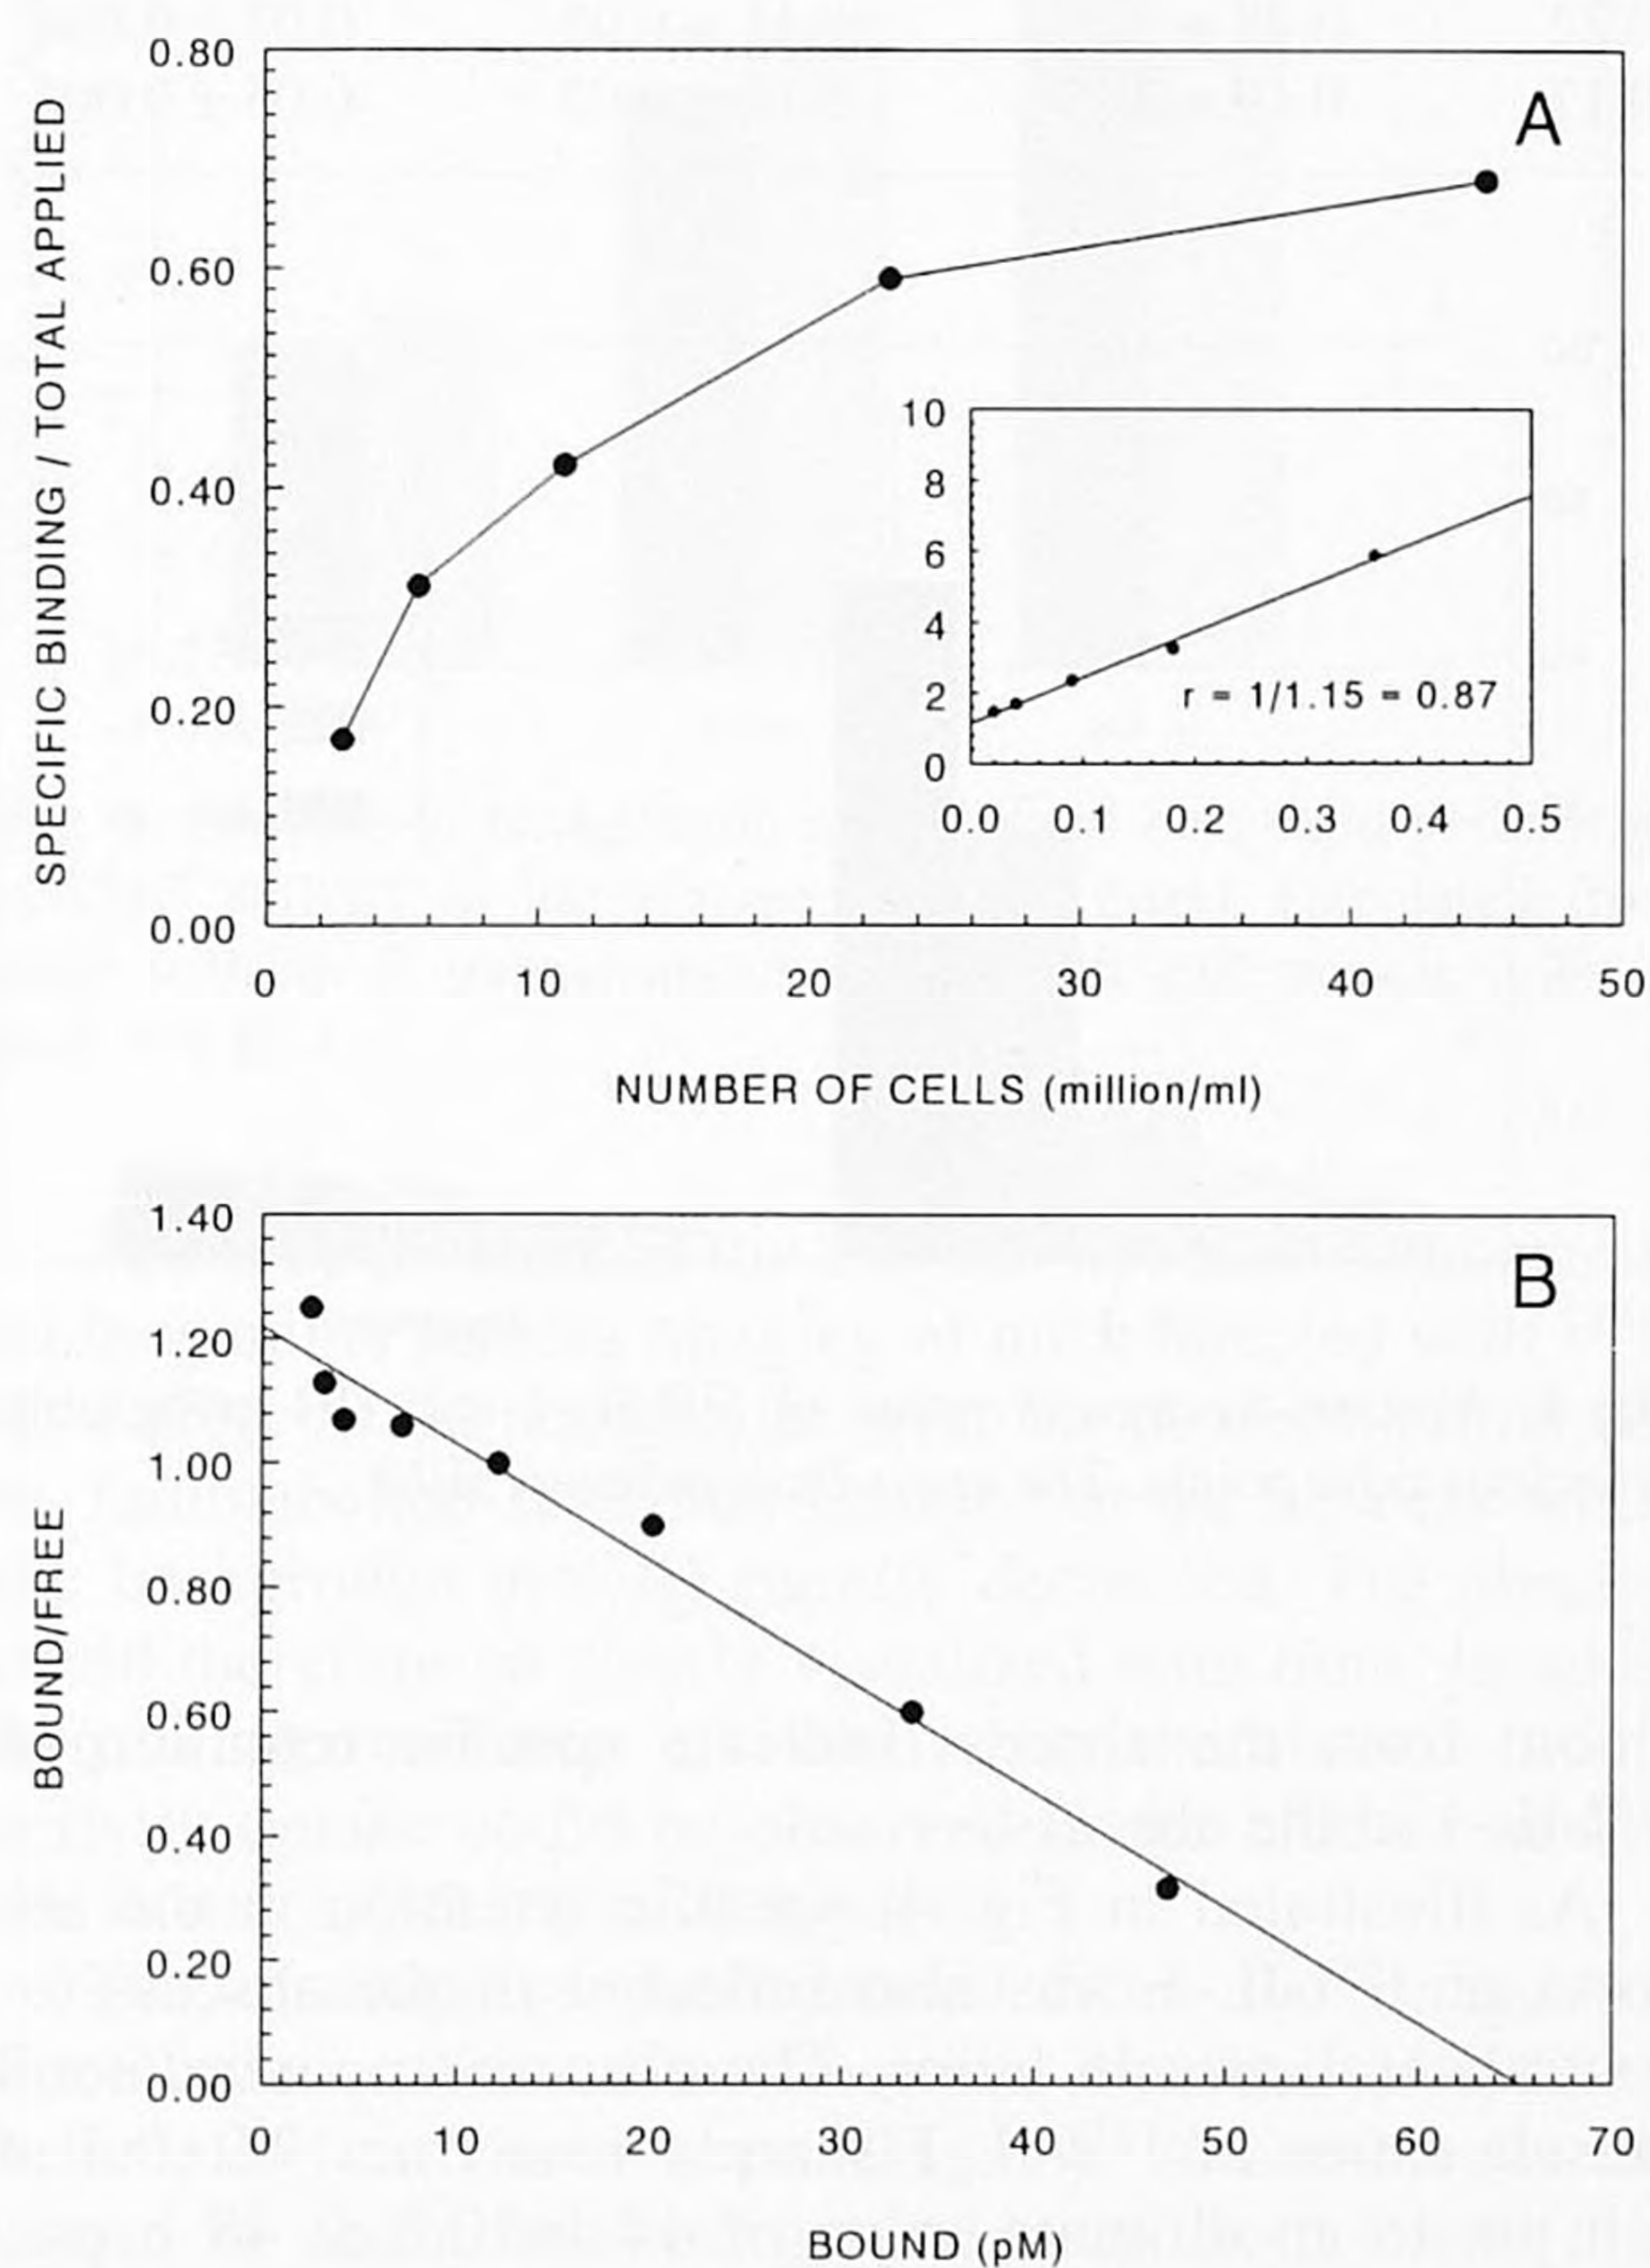 A
SPECIFIC BINDING / TOTAL APPLIED
0.80
0.60
0.40
0.20
0.00
0 10 20 30 40 50
NUMBER OF CELLS (million/ml)
10
8
6
4
2
0
r = 1/1.15 = 0.87
0.0 0.1 0.2 0.3 0.4 0.5
B
BOUND/FREE
1.40
1.20
1.00
0.80
0.60
0.40
0.20
0.00
0 10 20 30 40 50 60 70
BOUND (pM)